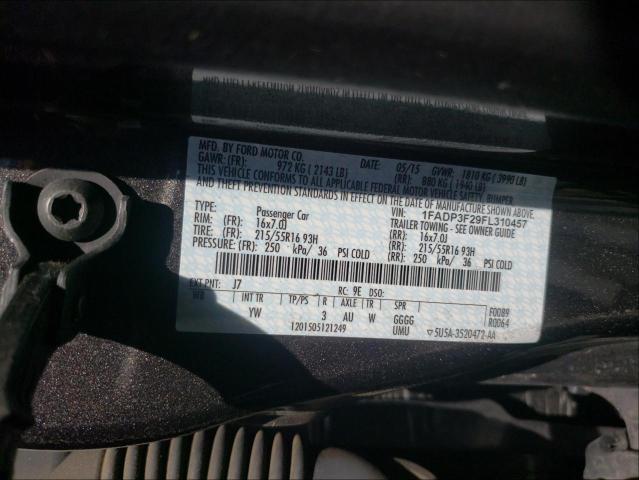 MFD. BY FORD MOTOR CO.
DATE: 05/15 GVWR: 1810 KG ( 3990 LB)
GAWR: (FR): 972 KG ( 2143 LB) (RR): 880 KG ( 1940 LB)
THIS VEHICLE CONFORMS TO ALL APPLICABLE FEDERAL MOTOR VEHICLE SAFETY, BUMPER
AND THEFT PREVENTION STANDARDS IN EFFECT ON THE DATE OF MANUFACTURE SHOWN ABOVE.
VIN: 1FADP3F29FL310457
TYPE: Passenger Car TRAILER TOWING - SEE OWNER GUIDE
RIM: (FR): 16x7.0J (RR): 16x7.0J
TIRE: (FR): 215/55R16 93H (RR): 215/55R16 93H
PRESSURE: (FR): 250 kPa/ 36 PSI COLD (RR): 250 kPa/ 36 PSI COLD
EXT PNT: J7 RC: 9E DSO:
WB INT TR TP/PS R AXLE TR SPR
YW 3 AU W GGGG F0089
1201505121249 UMU R0064
5U5A-3520472-AA